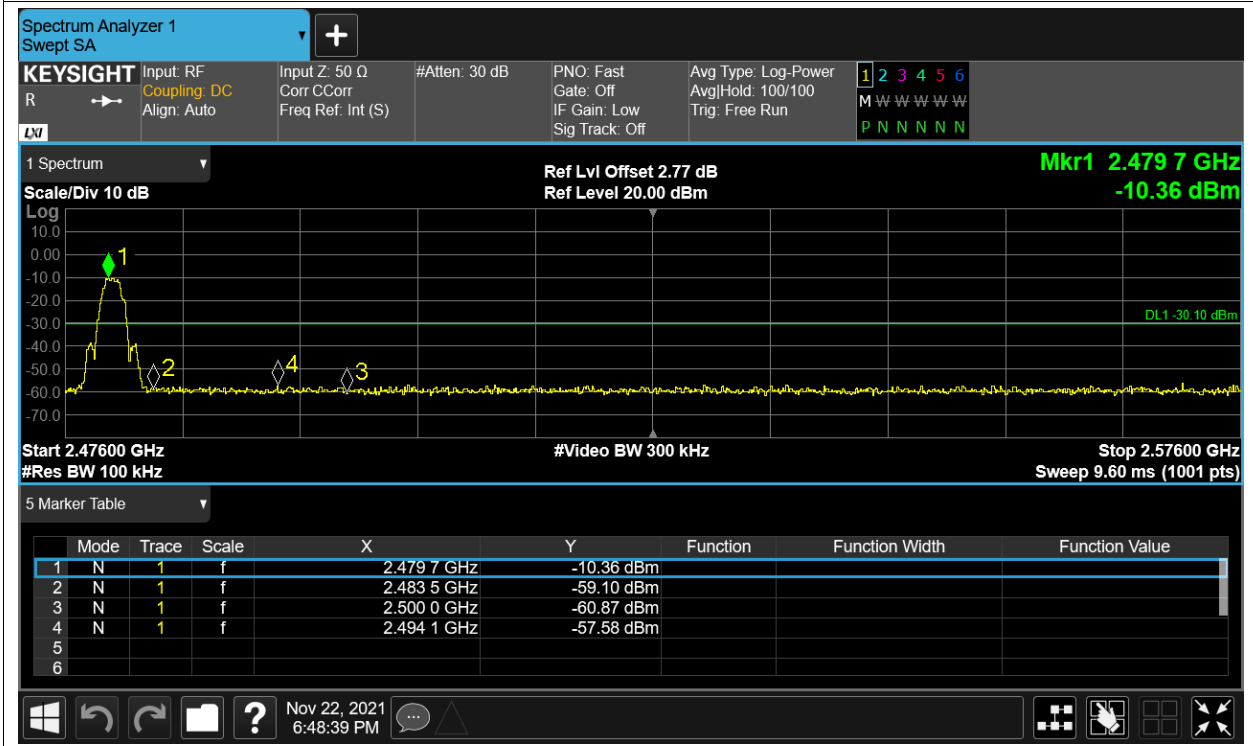 Spectrum Analyzer 1
Swept SA
+
KEYSIGHT
R
LXI
Input: RF
Coupling: DC
Align: Auto
Input Z: 50 Ω
Corr CCorr
Freq Ref: Int (S)
#Atten: 30 dB
PNO: Fast
Gate: Off
IF Gain: Low
Sig Track: Off
Avg Type: Log-Power
Avg|Hold: 100/100
Trig: Free Run
1 2 3 4 5 6
M W W W W W
P N N N N N
1 Spectrum
Scale/Div 10 dB
Ref Lvl Offset 2.77 dB
Ref Level 20.00 dBm
Mkr1 2.479 7 GHz
-10.36 dBm
Log
10.0
0.00
-10.0
-20.0
-30.0
-40.0
-50.0
-60.0
-70.0
1
2
4
3
DL1 -30.10 dBm
Start 2.47600 GHz
#Video BW 300 kHz
Stop 2.57600 GHz
#Res BW 100 kHz
Sweep 9.60 ms (1001 pts)
5 Marker Table
Mode Trace Scale X Y Function Function Width Function Value
1 N 1 f 2.479 7 GHz -10.36 dBm
2 N 1 f 2.483 5 GHz -59.10 dBm
3 N 1 f 2.500 0 GHz -60.87 dBm
4 N 1 f 2.494 1 GHz -57.58 dBm
5
6
?
Nov 22, 2021
6:48:39 PM